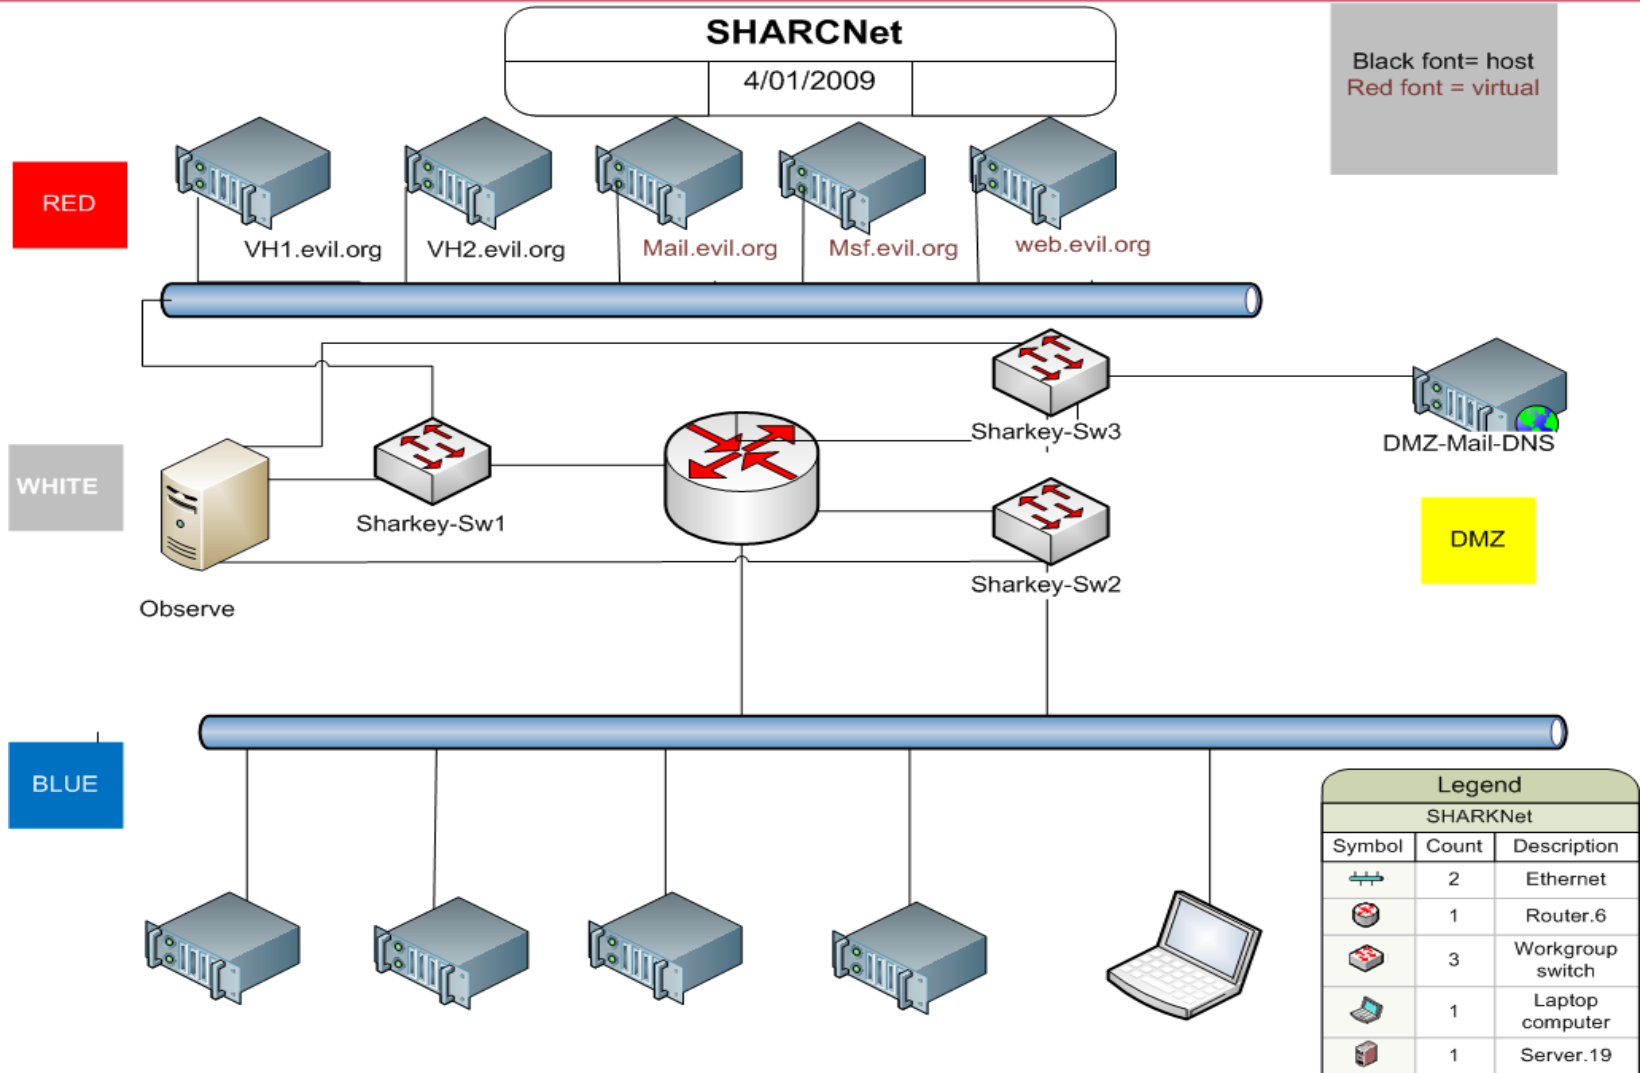 SHARCNet
4/01/2009
Black font= host
Red font = virtual
RED
VH1.evil.org
VH2.evil.org
Mail.evil.org
Msf.evil.org
web.evil.org
WHITE
Observe
Sharkey-Sw1
Sharkey-Sw3
Sharkey-Sw2
DMZ-Mail-DNS
DMZ
BLUE
Legend
SHARKNet
Symbol Count Description
2 Ethernet
1 Router.6
3 Workgroup
switch
1 Laptop
computer
1 Server.19